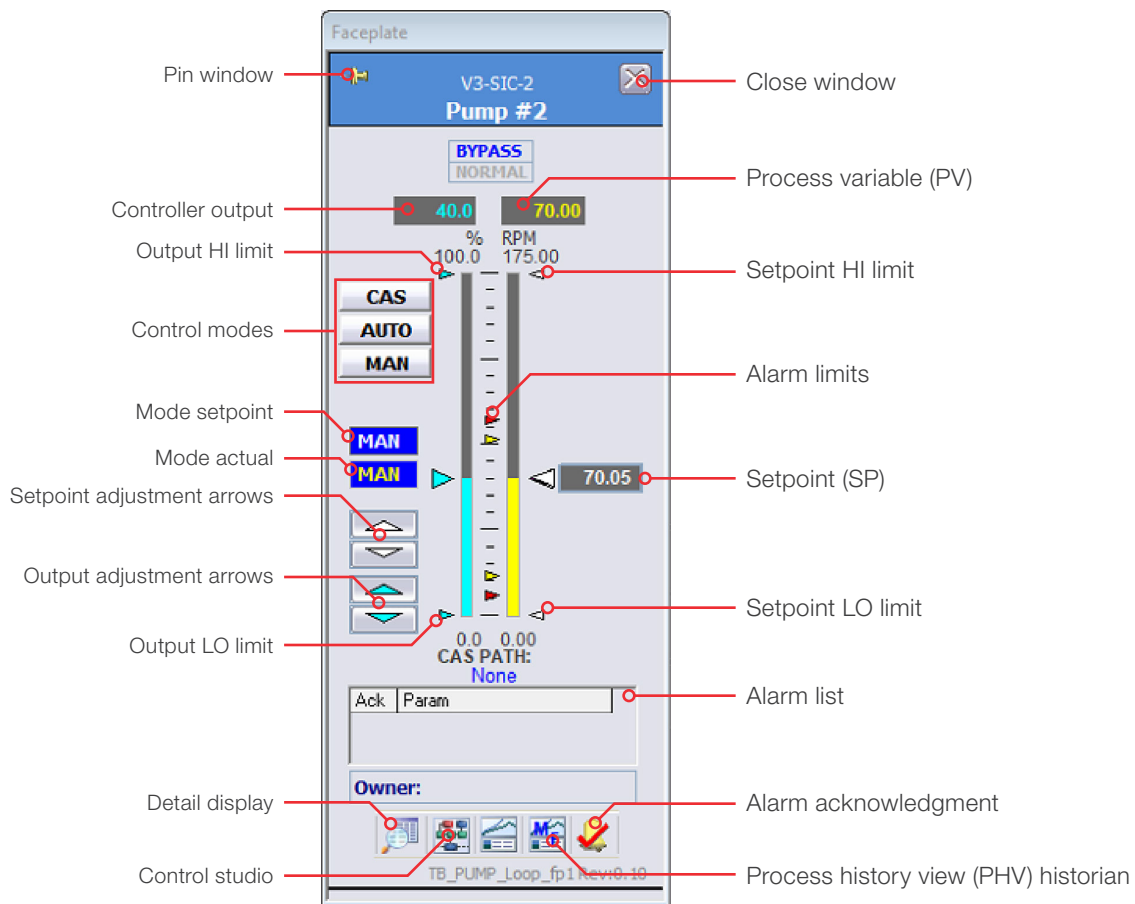 Faceplate
Pin window
V3-SIC-2
Pump #2
Close window
BYPASS
NORMAL
Process variable (PV)
Controller output
40.0
70.00
% RPM
Output HI limit
100.0 175.00
Setpoint HI limit
CAS
Control modes
AUTO
MAN
Alarm limits
Mode setpoint
MAN
Mode actual
MAN
70.05
Setpoint (SP)
Setpoint adjustment arrows
Output adjustment arrows
Setpoint LO limit
Output LO limit
0.0 0.00
CAS PATH:
None
Ack Param
Alarm list
Owner:
Detail display
Alarm acknowledgment
Control studio
TB_PUMP_Loop_fp1 Rev:0.10
Process history view (PHV) historian